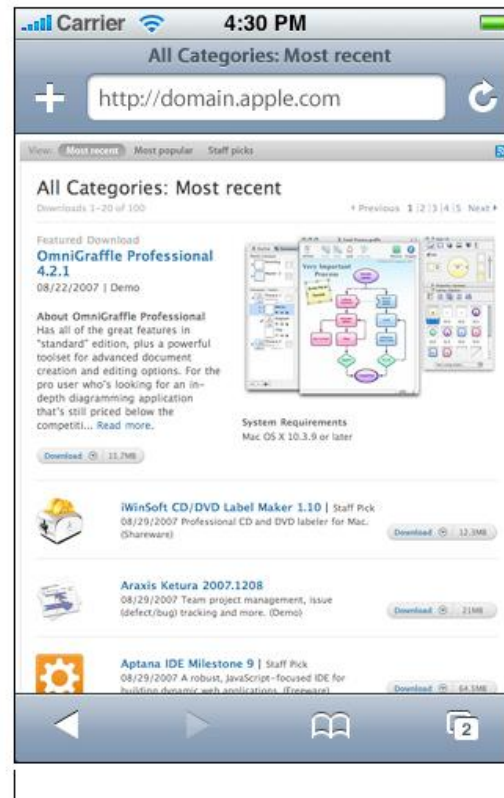 Carrier 4:30 PM
All Categories: Most recent
http://domain.apple.com
View: Most recent Most popular Staff picks
All Categories: Most recent
Downloads 1-20 of 100 Previous 1 | 2 | 3 | 4 | 5 Next
Featured Download
OmniGraffle Professional
4.2.1
08/22/2007 | Demo
About OmniGraffle Professional
Has all of the great features in
"standard" edition, plus a powerful
toolset for advanced document
creation and editing options. For the
pro user who's looking for an in-
depth diagramming application
that's still priced below the
competiti... Read more.
Download 11.7MB
Very Important
Process
System Requirements
Mac OS X 10.3.9 or later
iWinSoft CD/DVD Label Maker 1.10 | Staff Pick
08/29/2007 Professional CD and DVD labeler for Mac.
(Shareware)
Download 12.3MB
Araxis Ketura 2007.1208
08/29/2007 Team project management, issue
(defect/bug) tracking and more. (Demo)
Download 21MB
Aptana IDE Milestone 9 | Staff Pick
08/29/2007 A robust, JavaScript-focused IDE for
building dynamic web applications. (Freeware)
Download 64.5MB
2